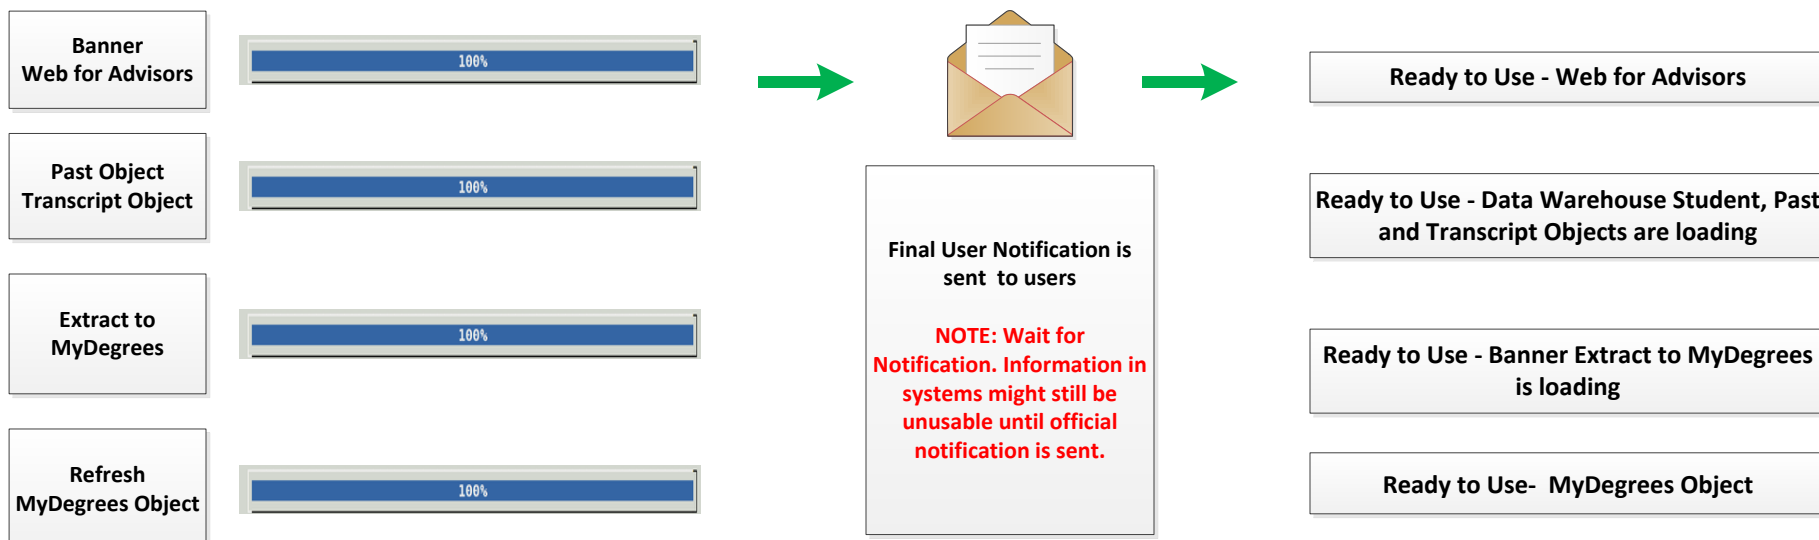 Banner
Web for Advisors
100%
Ready to Use - Web for Advisors
Past Object
Transcript Object
100%
Ready to Use - Data Warehouse Student, Past
and Transcript Objects are loading
Final User Notification is
sent to users
NOTE: Wait for
Notification. Information in
systems might still be
unusable until official
notification is sent.
Extract to
MyDegrees
100%
Ready to Use - Banner Extract to MyDegrees
is loading
Refresh
MyDegrees Object
100%
Ready to Use- MyDegrees Object